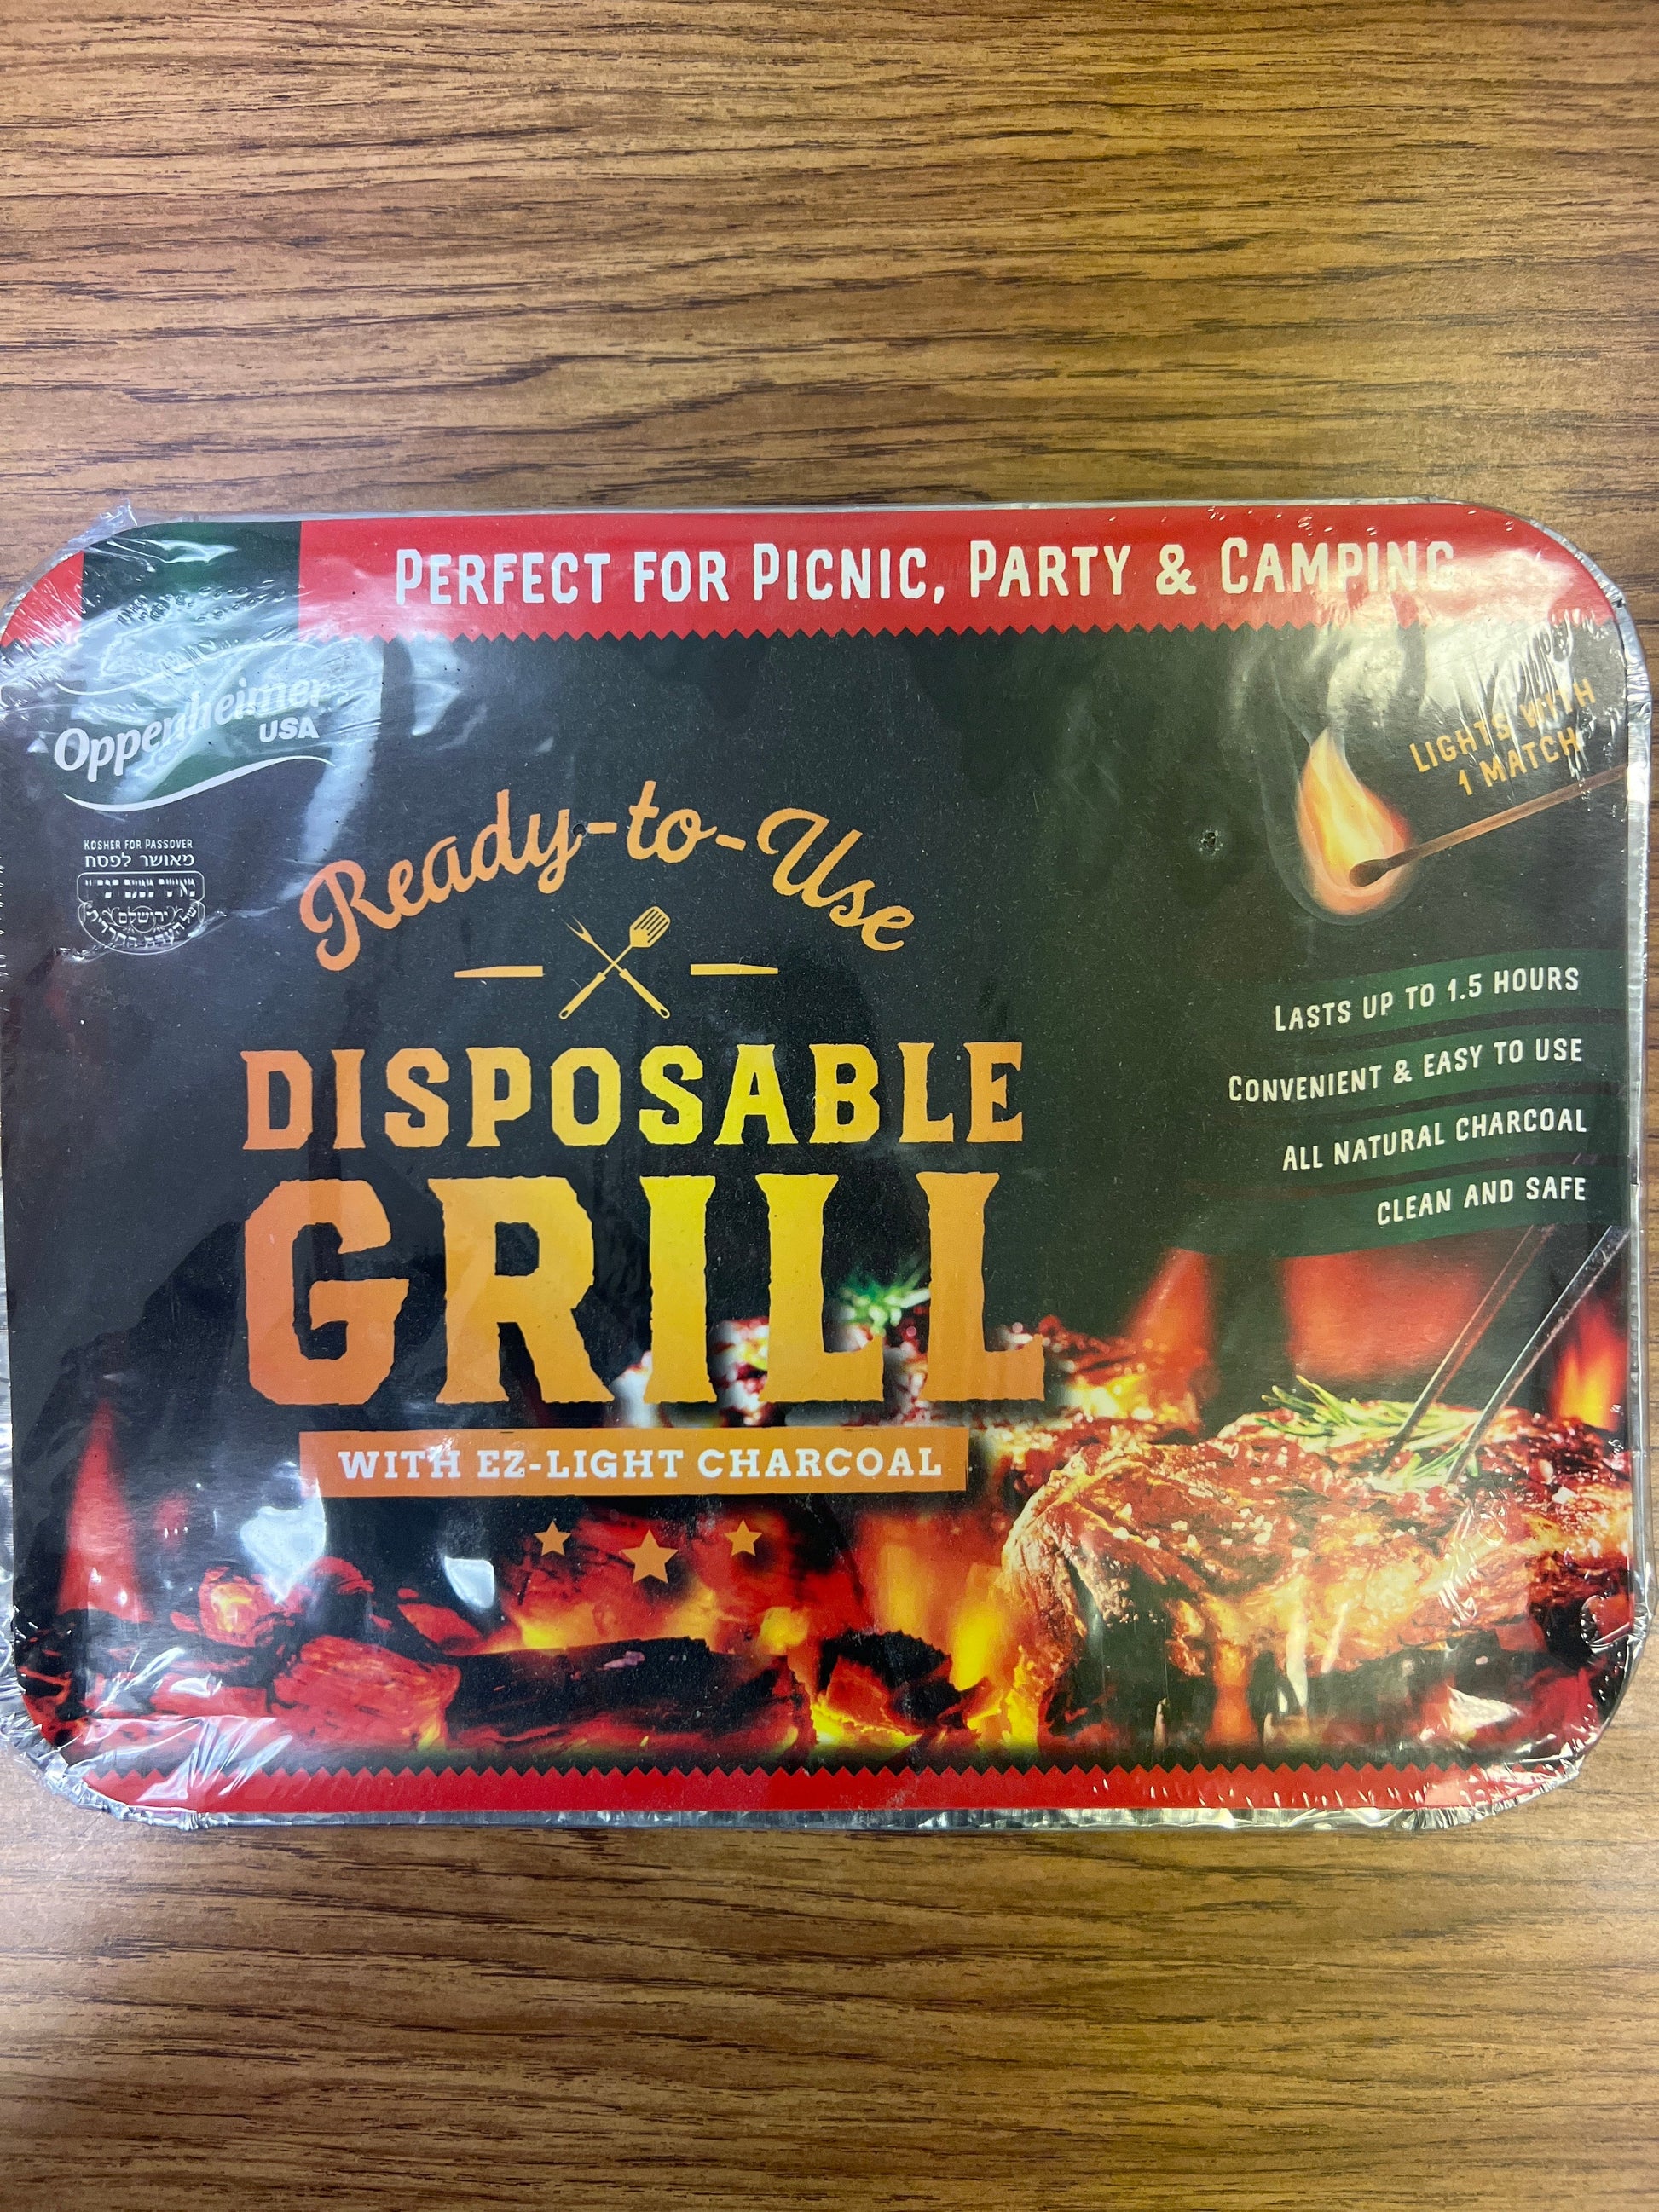 PERFECT FOR PICNIC, PARTY & CAMPING
Oppenheimer
USA
KOSHER FOR PASSOVER
מאושר לפסח
ירושלים
LIGHTS WITH
1 MATCH
Ready-to-Use
DISPOSABLE
GRILL
WITH EZ-LIGHT CHARCOAL
LASTS UP TO 1.5 HOURS
CONVENIENT & EASY TO USE
ALL NATURAL CHARCOAL
CLEAN AND SAFE